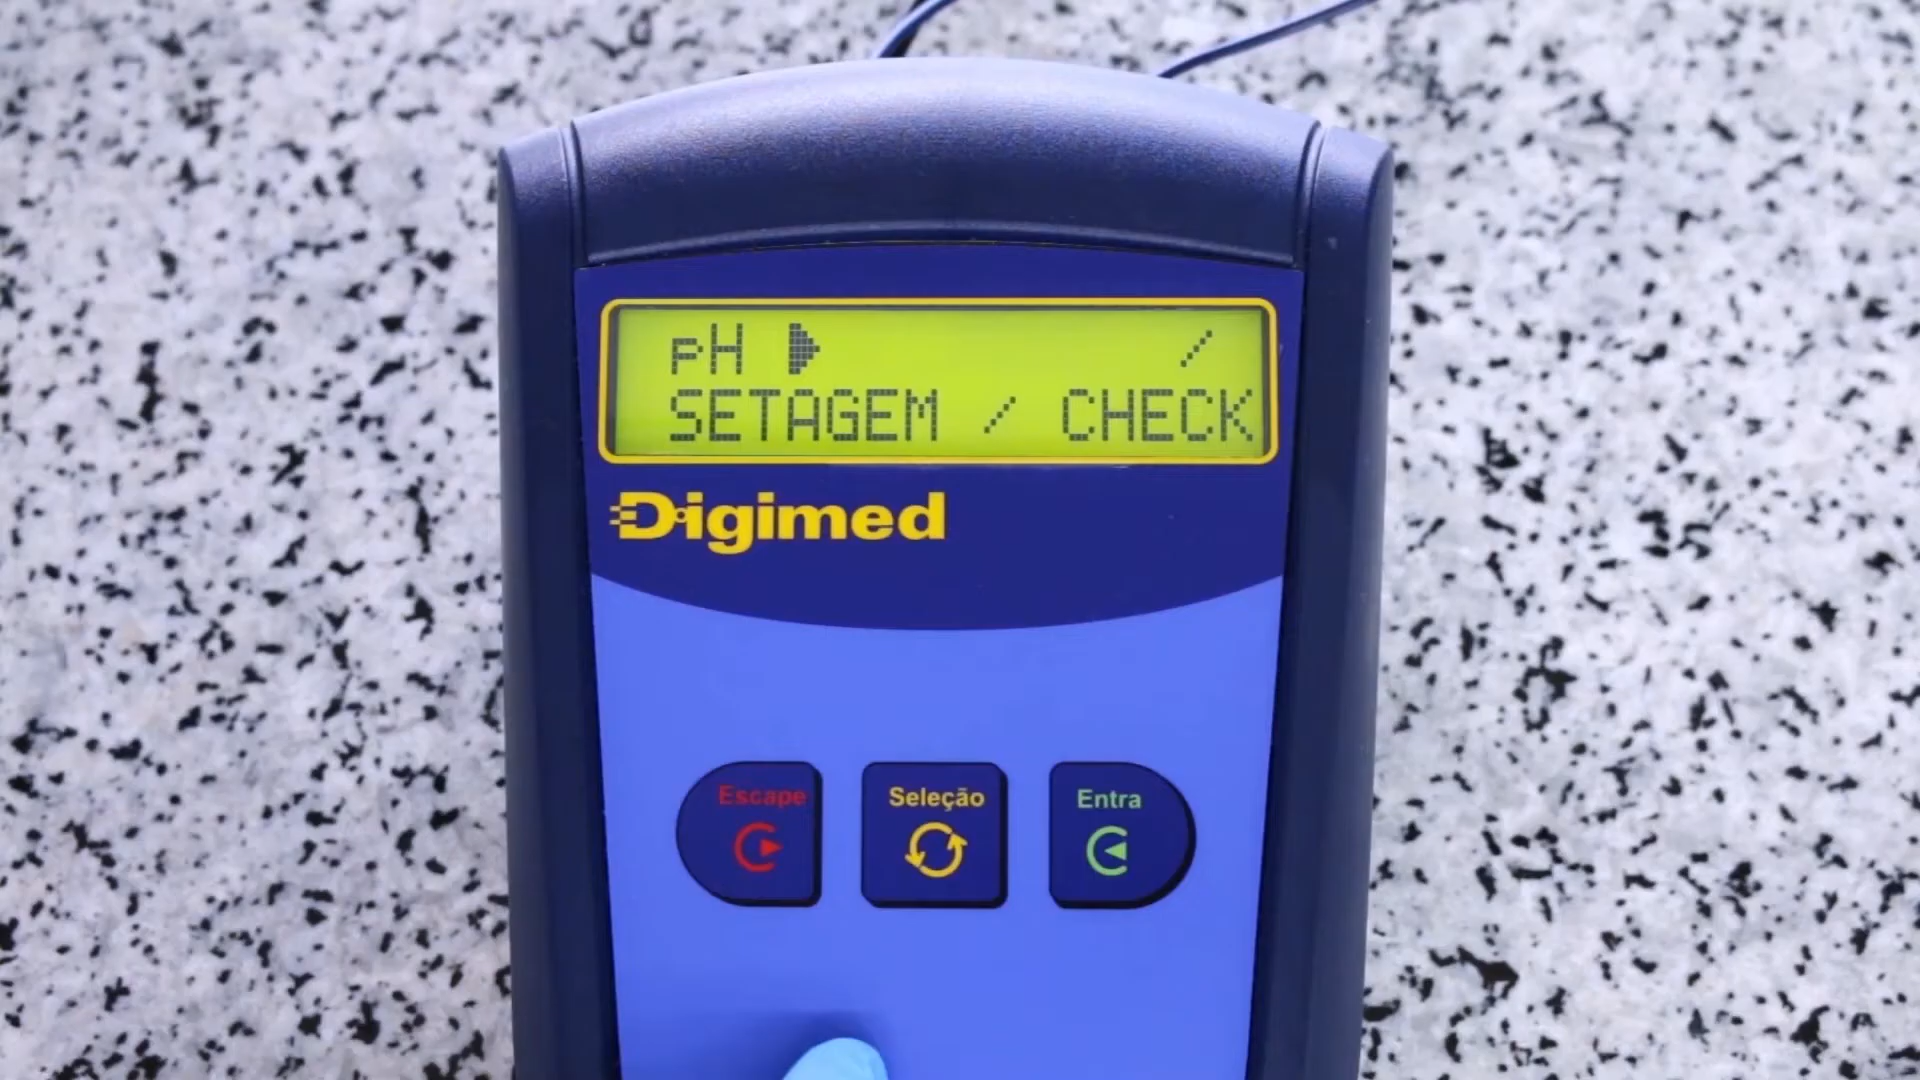 pH /
SETAGEM / CHECK
Digimed
Escape
Seleção
Entra